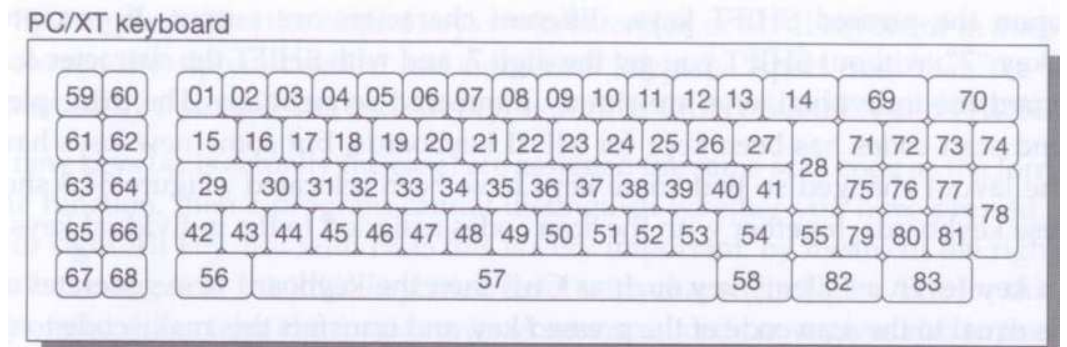 PC/XT Keyboard
59 60 01 02 03 04 05 06 07 08 09 10 11 12 13 14 69 70
61 62 15 16 17 18 19 20 21 22 23 24 25 26 27 28 71 72 73 74
63 64 29 30 31 32 33 34 35 36 37 38 39 40 41 75 76 77 78
65 66 42 43 44 45 46 47 48 49 50 51 52 53 54 55 79 80 81
67 68 56 57 58 82 83